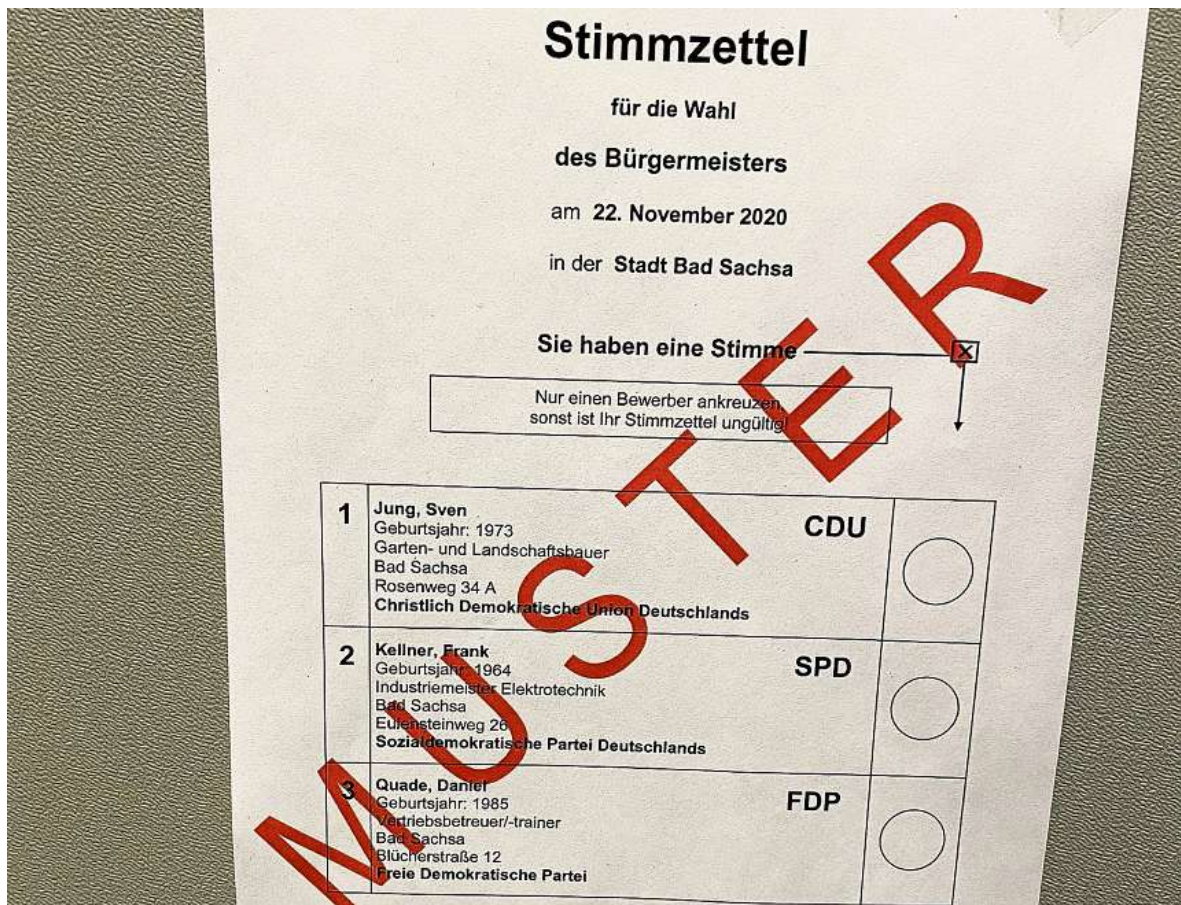 Stimmzettel
für die Wahl
des Bürgermeisters
am 22. November 2020
in der Stadt Bad Sachsa
Sie haben eine Stimme
X
Nur einen Bewerber ankreuzen,
sonst ist Ihr Stimmzettel ungültig!
1
Jung, Sven
CDU
Geburtsjahr: 1973
Garten- und Landschaftsbauer
Bad Sachsa
Rosenweg 34 A
Christlich Demokratische Union Deutschlands
2
Kellner, Frank
SPD
Geburtsjahr: 1964
Industriemeister Elektrotechnik
Bad Sachsa
Eulensteinweg 26
Sozialdemokratische Partei Deutschlands
3
Quade, Daniel
FDP
Geburtsjahr: 1985
Vertriebsbetreuer/-trainer
Bad Sachsa
Blücherstraße 12
Freie Demokratische Partei
MUSTER